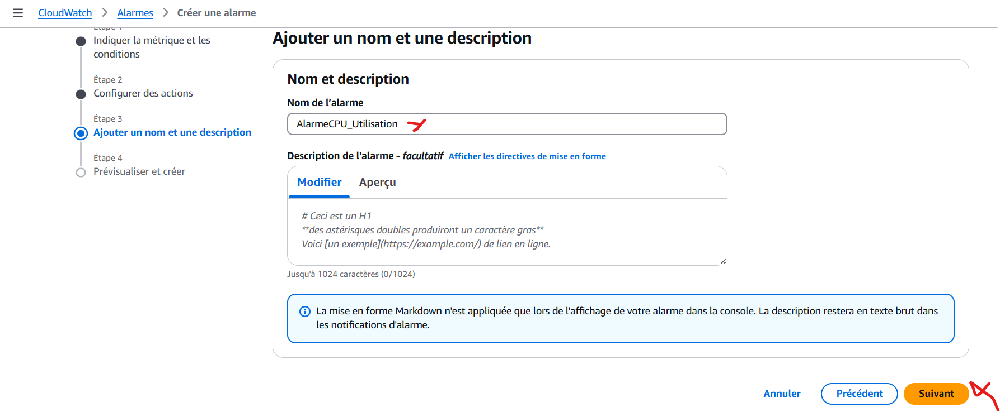 CloudWatch > Alarmes > Créer une alarme
Étape 1
Indiquer la métrique et les
conditions
Étape 2
Configurer des actions
Étape 3
Ajouter un nom et une description
Étape 4
Prévisualiser et créer
Ajouter un nom et une description
Nom et description
Nom de l’alarme
AlarmeCPU_Utilisation
Description de l'alarme - facultatif Afficher les directives de mise en forme
Modifier Aperçu
# Ceci est un H1
**des astérisques doubles produiront un caractère gras**
Voici [un exemple](https://example.com/) de lien en ligne.
Jusqu'à 1024 caractères (0/1024)
La mise en forme Markdown n'est appliquée que lors de l'affichage de votre alarme dans la console. La description restera en texte brut dans
les notifications d'alarme.
Annuler Précédent Suivant